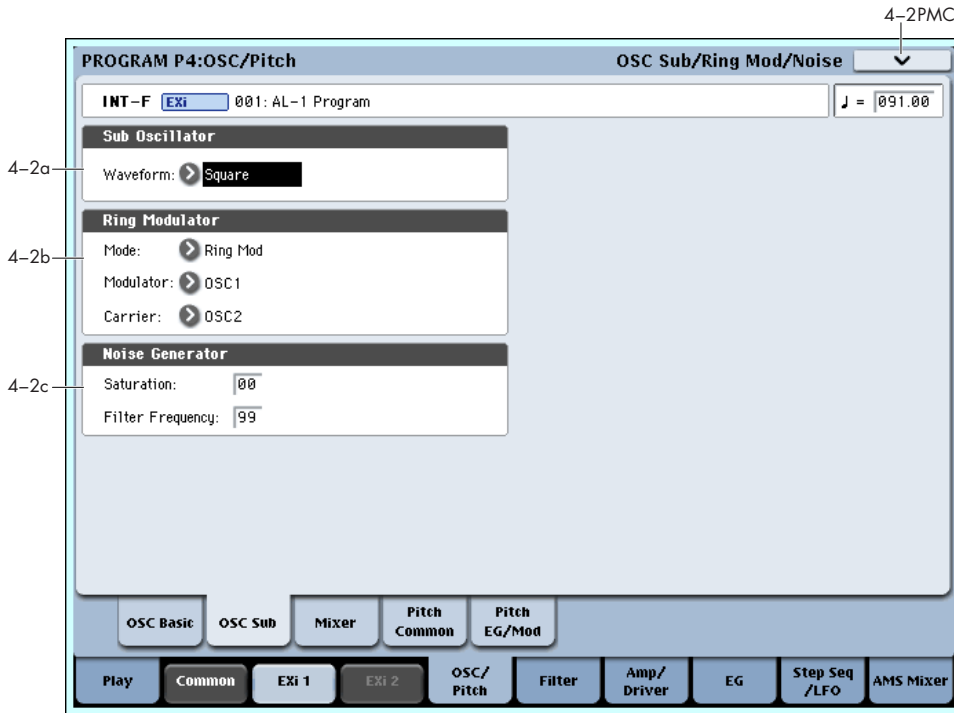 4–2PMC
PROGRAM P4:OSC/Pitch OSC Sub/Ring Mod/Noise
INT-F EXi 001: AL-1 Program ♩ = 091.00
Sub Oscillator
4–2a Waveform: Square
Ring Modulator
4–2b Mode: Ring Mod
Modulator: OSC1
Carrier: OSC2
Noise Generator
4–2c Saturation: 00
Filter Frequency: 99
OSC Basic OSC Sub Mixer Pitch Common Pitch EG/Mod
Play Common EXi 1 EXi 2 OSC/Pitch Filter Amp/Driver EG Step Seq/LFO AMS Mixer